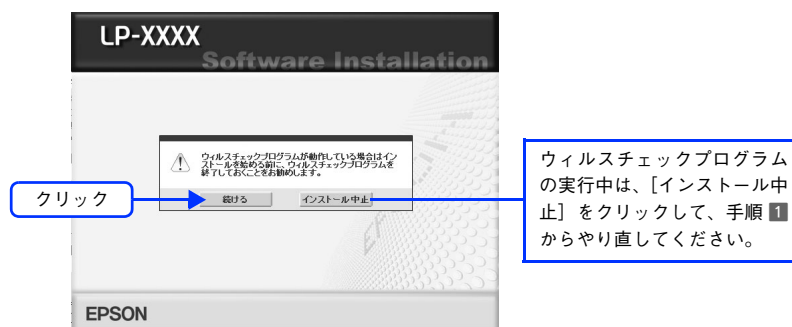 LP-XXXX
Software Installation
ウィルスチェックプログラムが動作している場合はイン
ストールを始める前に、ウィルスチェックプログラムを
終了しておくことをお勧めします。
続ける
インストール中止
クリック
ウィルスチェックプログラム
の実行中は、［インストール中
止］をクリックして、手順 1
からやり直してください。
EPSON